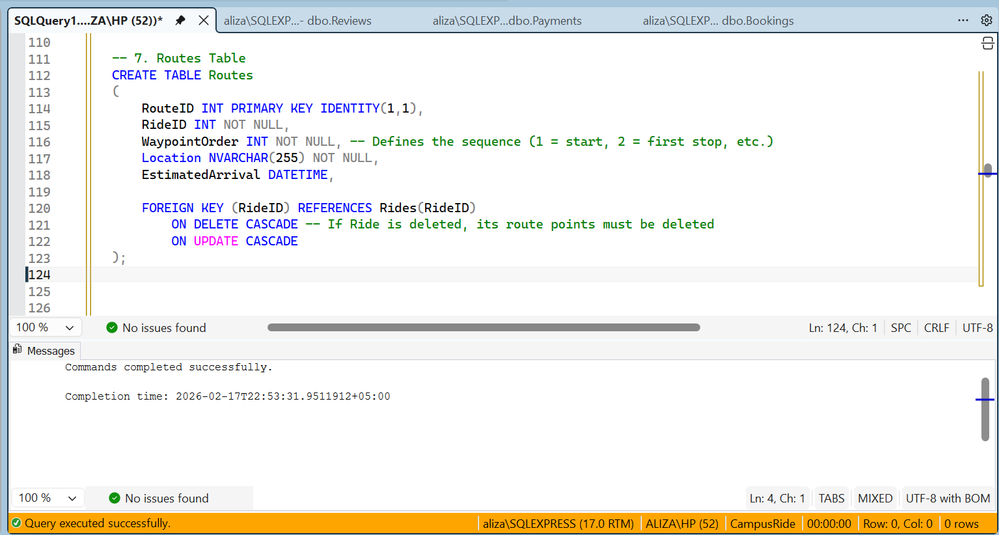 SQLQuery1....ZA\HP (52))* aliza\SQLEXP...- dbo.Reviews aliza\SQLEXP...dbo.Payments aliza\SQLEXP... dbo.Bookings ...
110
111 -- 7. Routes Table
112 CREATE TABLE Routes
113 (
114 RouteID INT PRIMARY KEY IDENTITY(1,1),
115 RideID INT NOT NULL,
116 WaypointOrder INT NOT NULL, -- Defines the sequence (1 = start, 2 = first stop, etc.)
117 Location NVARCHAR(255) NOT NULL,
118 EstimatedArrival DATETIME,
119
120 FOREIGN KEY (RideID) REFERENCES Rides(RideID)
121 ON DELETE CASCADE -- If Ride is deleted, its route points must be deleted
122 ON UPDATE CASCADE
123 );
124
125
126
100 % No issues found Ln: 124, Ch: 1 SPC CRLF UTF-8
Messages
Commands completed successfully.
Completion time: 2026-02-17T22:53:31.9511912+05:00
100 % No issues found Ln: 4, Ch: 1 TABS MIXED UTF-8 with BOM
Query executed successfully. aliza\SQLEXPRESS (17.0 RTM) ALIZA\HP (52) CampusRide 00:00:00 Row: 0, Col: 0 0 rows